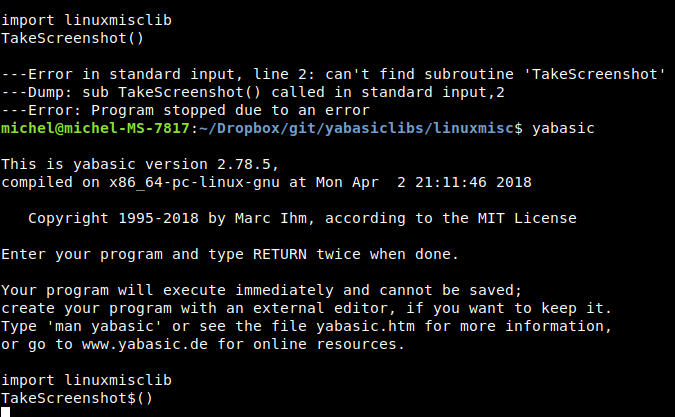 import linuxmisclib
TakeScreenshot()
---Error in standard input, line 2: can't find subroutine 'TakeScreenshot'
---Dump: sub TakeScreenshot() called in standard input,2
---Error: Program stopped due to an error
michel@michel-MS-7817:~/Dropbox/git/yabasiclibs/linuxmisc$ yabasic
This is yabasic version 2.78.5,
compiled on x86_64-pc-linux-gnu at Mon Apr  2 21:11:46 2018
Copyright 1995-2018 by Marc Ihm, according to the MIT License
Enter your program and type RETURN twice when done.
Your program will execute immediately and cannot be saved;
create your program with an external editor, if you want to keep it.
Type 'man yabasic' or see the file yabasic.htm for more information,
or go to www.yabasic.de for online resources.
import linuxmisclib
TakeScreenshot$()